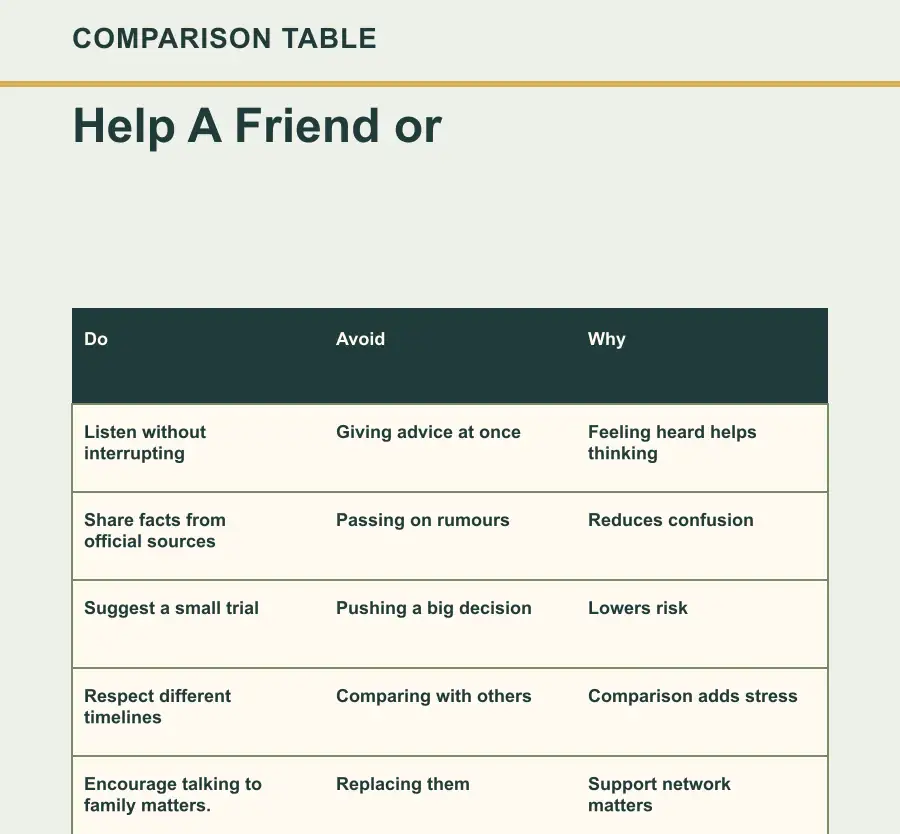 COMPARISON TABLE
Help A Friend or
Do Avoid Why
Listen without Giving advice at once Feeling heard helps
interrupting thinking
Share facts from Passing on rumours Reduces confusion
official sources
Suggest a small trial Pushing a big decision Lowers risk
Respect different Comparing with others Comparison adds stress
timelines
Encourage talking to Replacing them Support network
family matters. matters